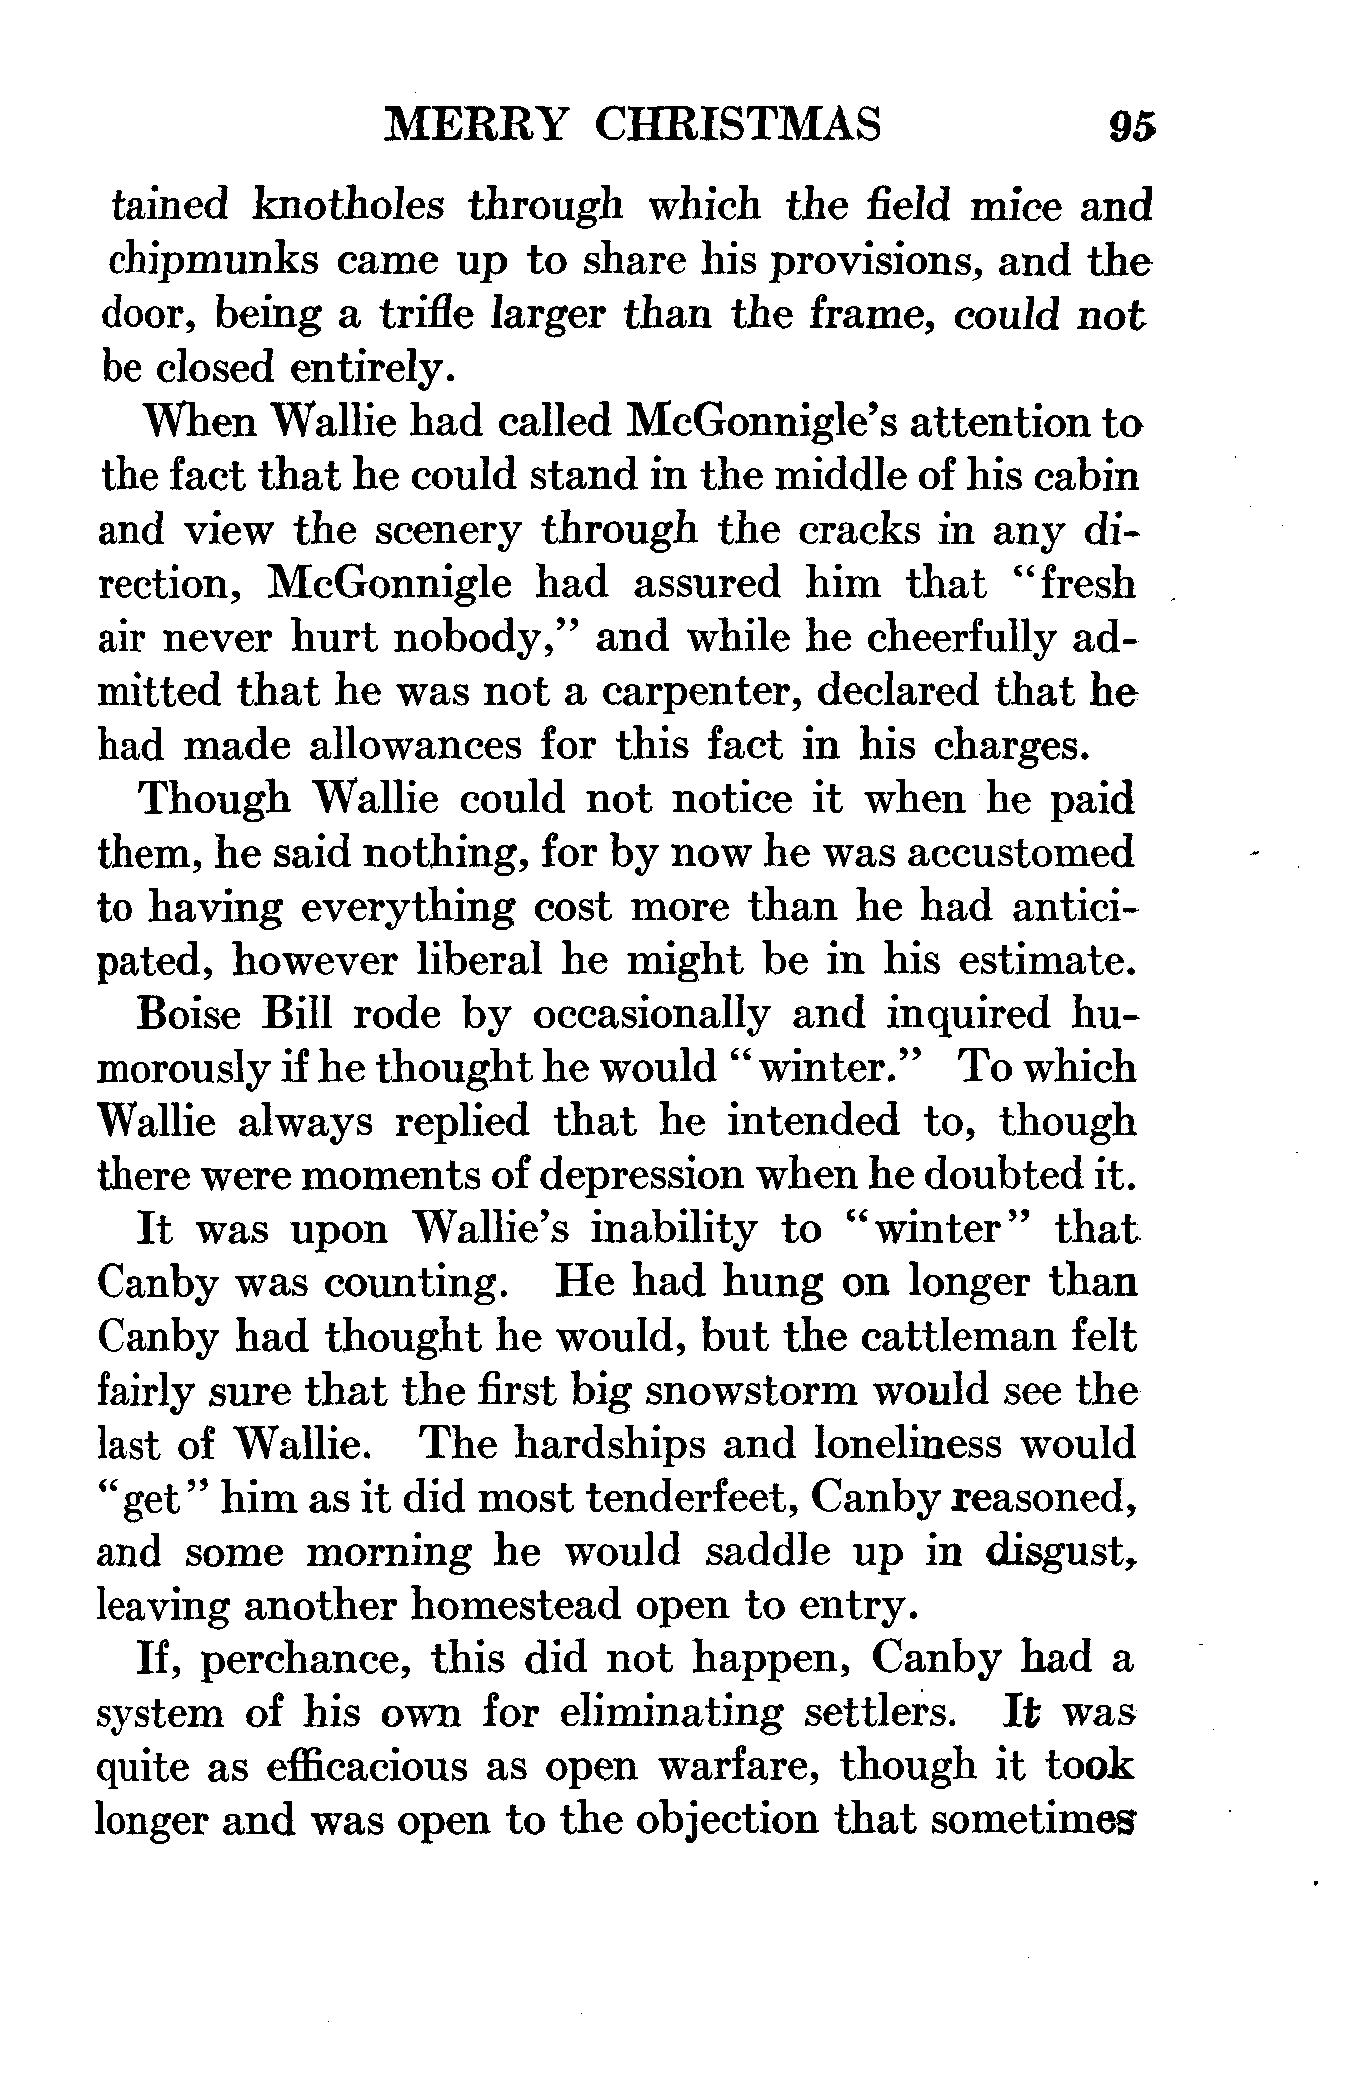 MERRY CHRISTMAS 95
tained knotholes through which the field mice and
chipmunks came up to share his provisions, and the
door, being a trifle larger than the frame, could not
be closed entirely.
When Wallie had called McGonnigle's attention to
the fact that he could stand in the middle of his cabin
and view the scenery through the cracks in any di-
rection, McGonnigle had assured him that "fresh
air never hurt nobody," and while he cheerfully ad-
mitted that he was not a carpenter, declared that he
had made allowances for this fact in his charges.
Though Wallie could not notice it when he paid
them, he said nothing, for by now he was accustomed
to having everything cost more than he had antici-
pated, however liberal he might be in his estimate.
Boise Bill rode by occasionally and inquired hu-
morously if he thought he would "winter." To which
Wallie always replied that he intended to, though
there were moments of depression when he doubted it.
It was upon Wallie's inability to "winter" that
Canby was counting. He had hung on longer than
Canby had thought he would, but the cattleman felt
fairly sure that the first big snowstorm would see the
last of Wallie. The hardships and loneliness would
"get" him as it did most tenderfeet, Canby reasoned,
and some morning he would saddle up in disgust,
leaving another homestead open to entry.
If, perchance, this did not happen, Canby had a
system of his own for eliminating settlers. It was
quite as efficacious as open warfare, though it took
longer and was open to the objection that sometimes